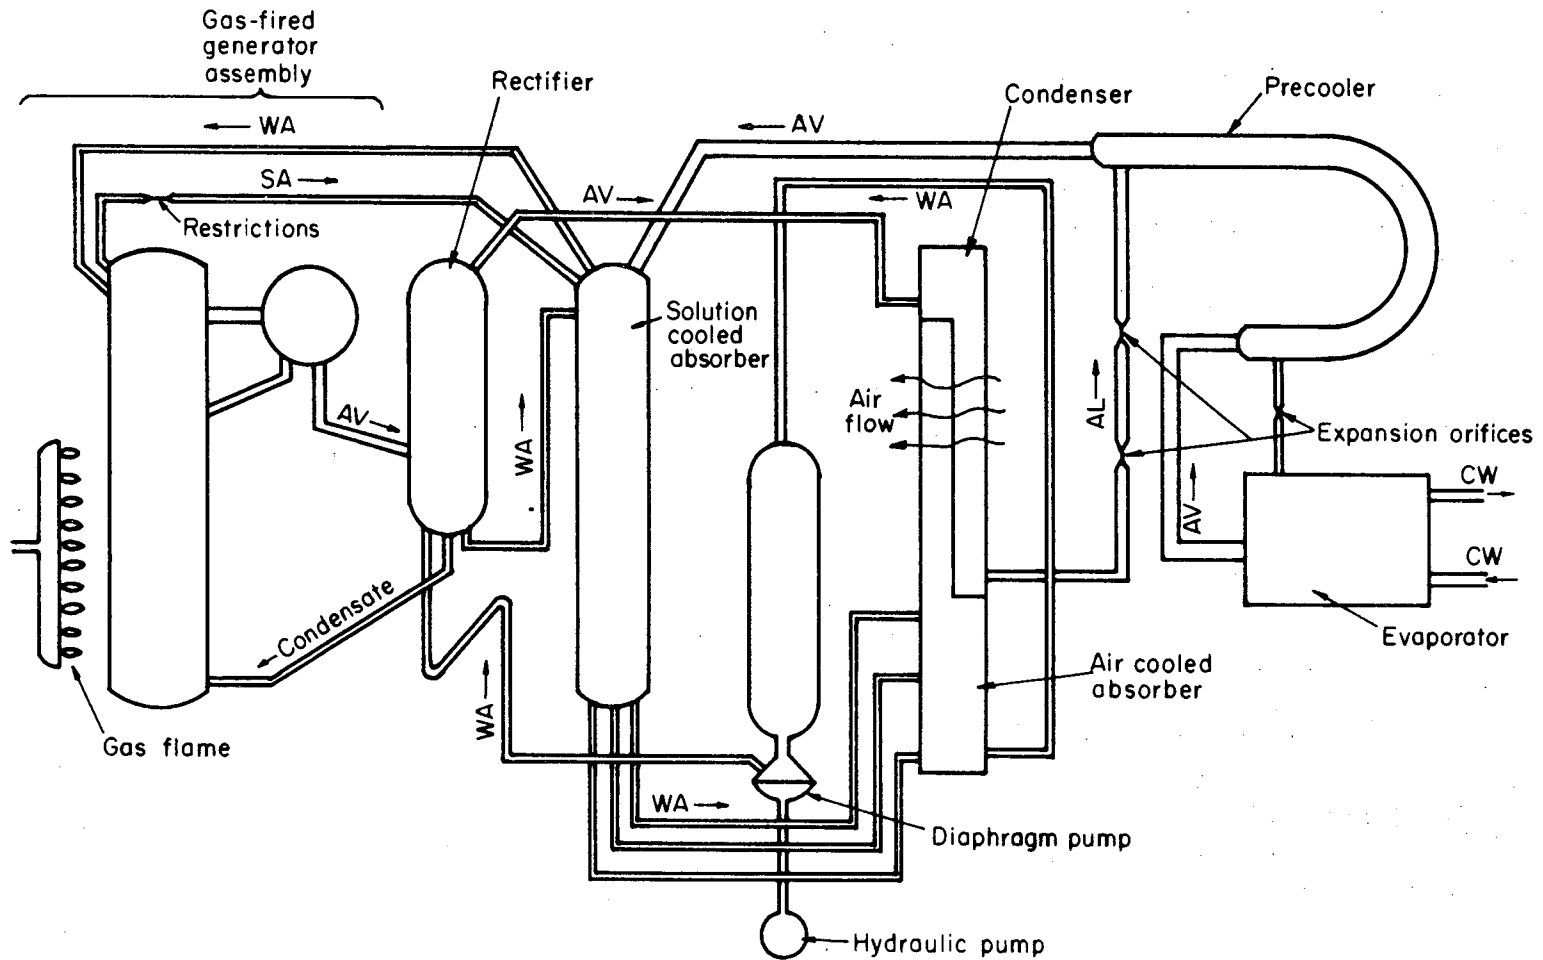 Gas-fired
generator
assembly
Rectifier
Condenser
Precooler
WA
AV
SA
AV
WA
Restrictions
Solution
cooled
absorber
Air
flow
AL
AV
WA
Expansion orifices
CW
AV
CW
Condensate
Evaporator
Air cooled
absorber
WA
Gas flame
WA
Diaphragm pump
Hydraulic pump